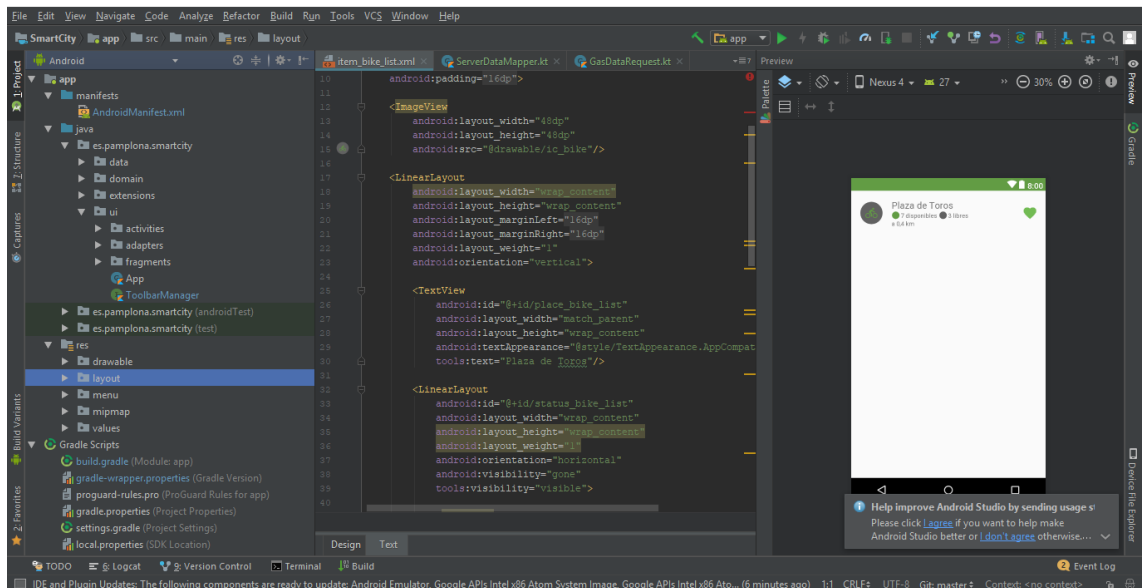 File Edit View Navigate Code Analyze Refactor Build Run Tools VCS Window Help
SmartCity app src main res layout
app
Android
item_bike_list.xml ServerDataMapper.kt GasDataRequest.kt
Preview
1: Project
7: Structure
Captures
Build Variants
2: Favorites
app
manifests
AndroidManifest.xml
java
es.pamplona.smartcity
data
domain
extensions
ui
activities
adapters
fragments
App
ToolbarManager
es.pamplona.smartcity (androidTest)
es.pamplona.smartcity (test)
res
drawable
layout
menu
mipmap
values
Gradle Scripts
build.gradle (Module: app)
gradle-wrapper.properties (Gradle Version)
proguard-rules.pro (ProGuard Rules for app)
gradle.properties (Project Properties)
settings.gradle (Project Settings)
local.properties (SDK Location)
10 android:padding="16dp">
11
12 <ImageView
13 android:layout_width="48dp"
14 android:layout_height="48dp"
15 android:src="@drawable/ic_bike"/>
16
17 <LinearLayout
18 android:layout_width="wrap_content"
19 android:layout_height="wrap_content"
20 android:layout_marginLeft="16dp"
21 android:layout_marginRight="16dp"
22 android:layout_weight="1"
23 android:orientation="vertical">
24
25 <TextView
26 android:id="@+id/place_bike_list"
27 android:layout_width="match_parent"
28 android:layout_height="wrap_content"
29 android:textAppearance="@style/TextAppearance.AppCompat
30 tools:text="Plaza de Toros"/>
31
32 <LinearLayout
33 android:id="@+id/status_bike_list"
34 android:layout_width="wrap_content"
35 android:layout_height="wrap_content"
36 android:layout_weight="1"
37 android:orientation="horizontal"
38 android:visibility="gone"
39 tools:visibility="visible">
40
Design Text
Palette
Nexus 4 27 30%
8:00
Plaza de Toros
7 disponibles 3 libres
a 0,4 km
Preview
Gradle
Device File Explorer
Help improve Android Studio by sending usage s
Please click I agree if you want to help make
Android Studio better or I don't agree otherwise....
TODO 6: Logcat 9: Version Control Terminal Build
2 Event Log
IDE and Plugin Updates: The following components are ready to update: Android Emulator, Google APIs Intel x86 Atom System Image, Google APIs Intel x86 Ato... (6 minutes ago) 1:1 CRLF UTF-8 Git: master Context: <no context>